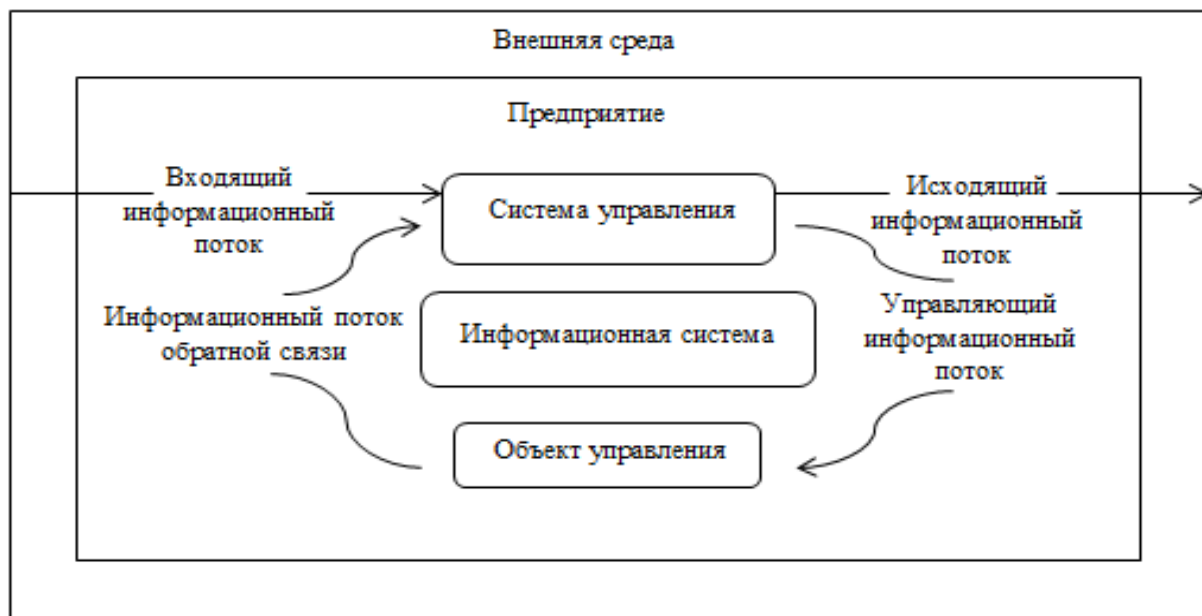 Внешняя среда
Предприятие
Входящий
информационный
поток
Система управления
Исходящий
информационный
поток
Информационный поток
обратной связи
Информационная система
Управляющий
информационный
поток
Объект управления